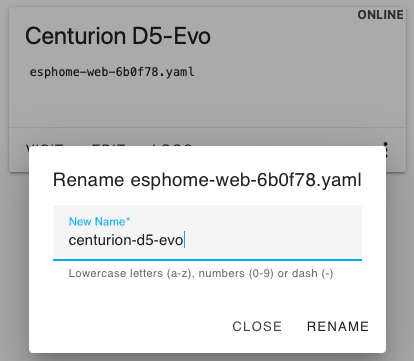 ONLINE
Centurion D5-Evo
esphome-web-6b0f78.yaml
VISIT EDIT LOGS
Rename esphome-web-6b0f78.yaml
New Name*
centurion-d5-evo
Lowercase letters (a-z), numbers (0-9) or dash (-)
CLOSE RENAME